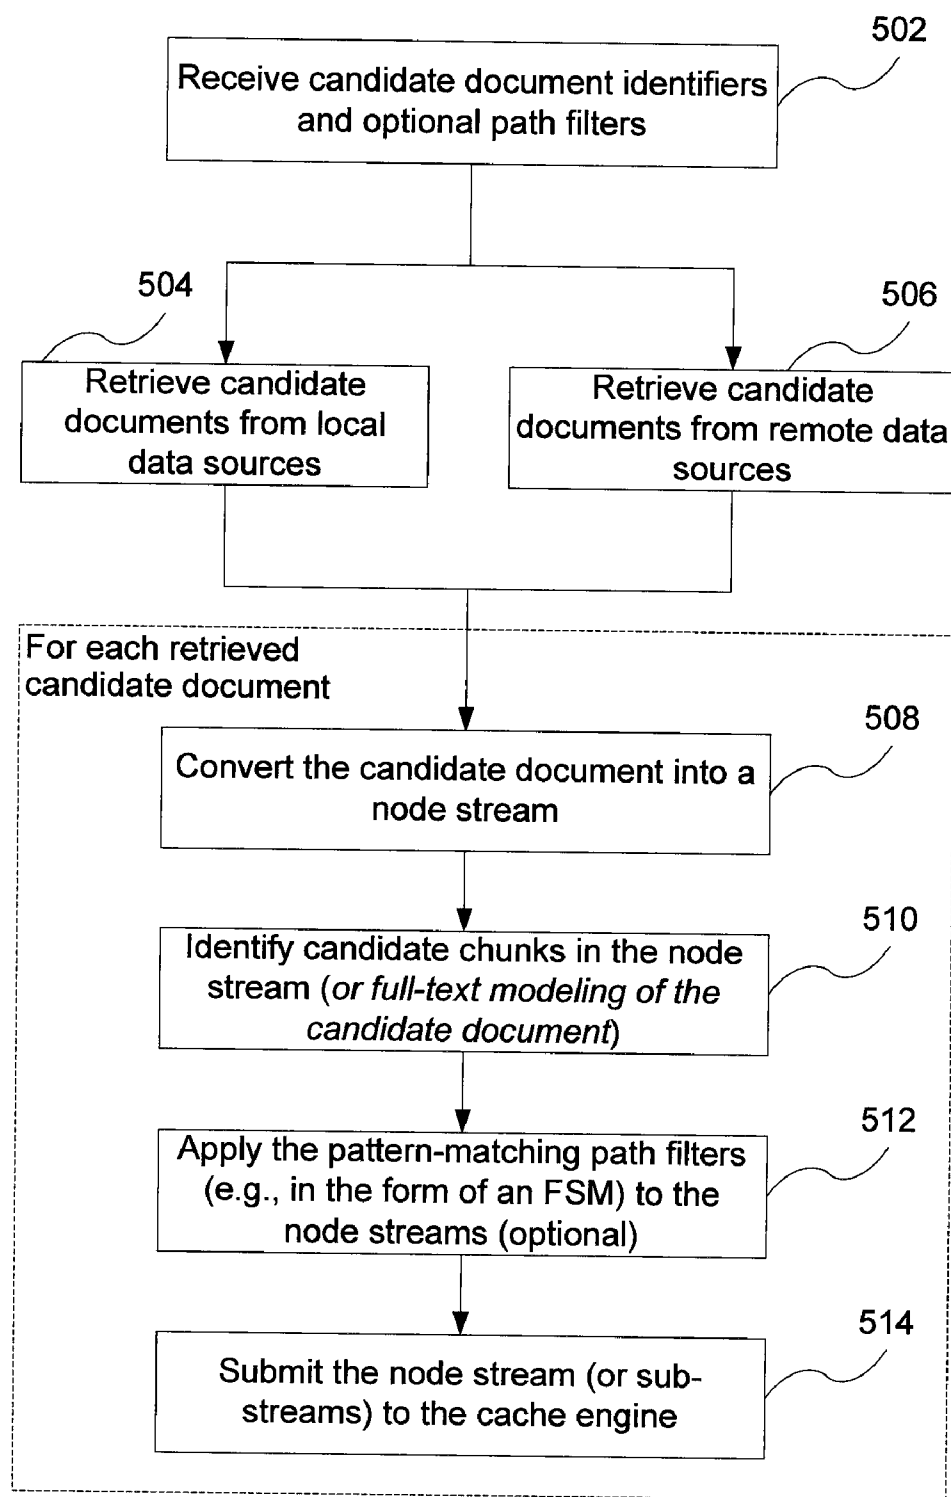 502
Receive candidate document identifiers
and optional path filters
504
506
Retrieve candidate
documents from local
data sources
Retrieve candidate
documents from remote data
sources
For each retrieved
candidate document
508
Convert the candidate document into a
node stream
510
Identify candidate chunks in the node
stream (or full-text modeling of the
candidate document)
512
Apply the pattern-matching path filters
(e.g., in the form of an FSM) to the
node streams (optional)
514
Submit the node stream (or sub-
streams) to the cache engine